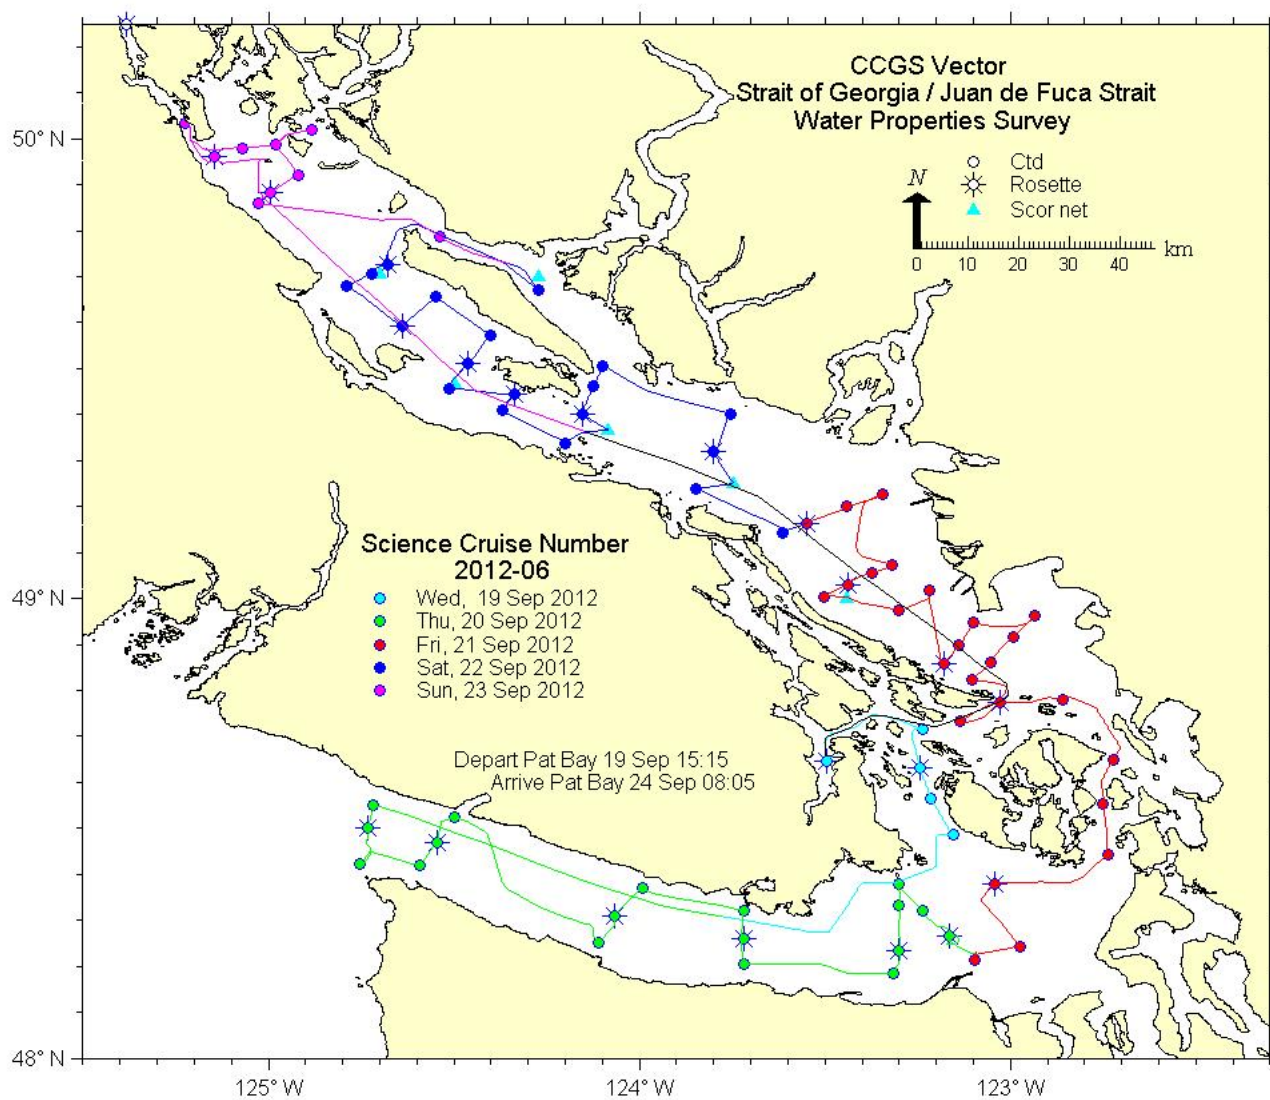 CCGS Vector
Strait of Georgia / Juan de Fuca Strait
Water Properties Survey
50° N
Ctd
Rosette
Scor net
N
km
0 10 20 30 40
Science Cruise Number
2012-06
Wed, 19 Sep 2012
Thu, 20 Sep 2012
Fri, 21 Sep 2012
Sat, 22 Sep 2012
Sun, 23 Sep 2012
49° N
Depart Pat Bay 19 Sep 15:15
Arrive Pat Bay 24 Sep 08:05
48° N
125° W 124° W 123° W